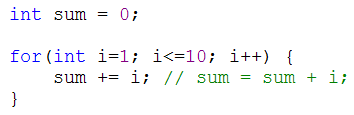 int sum = 0;
for(int i=1; i<=10; i++) {
sum += i; // sum = sum + i;
}